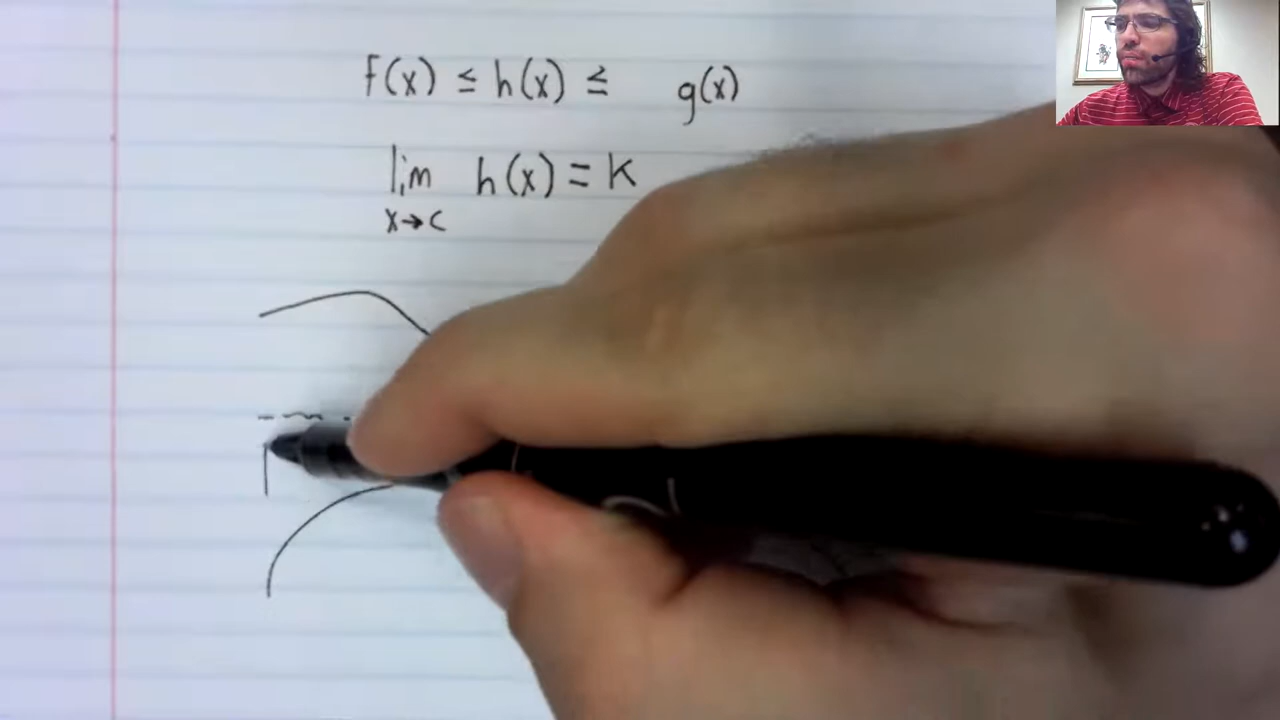 f(x) ≤ h(x) ≤ g(x)
lim h(x) = K
x→c